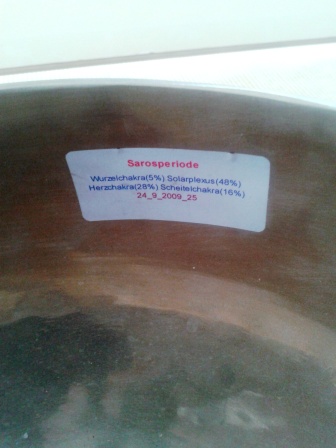 Sarosperiode
Wurzelchakra(5%) Solarplexus(48%)
Herzchakra(28%) Scheitelchakra(16%)
24_9_2009_25